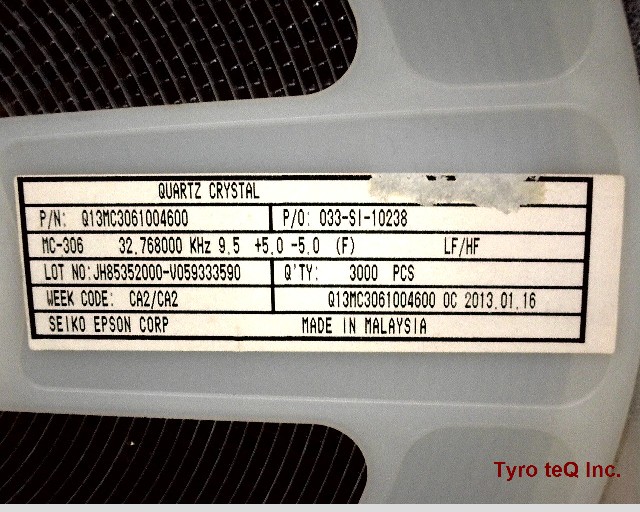 QUARTZ CRYSTAL
P/N: Q13MC3061004600 P/O: 033-SI-10238
MC-306 32.768000 KHz 9.5 +5.0 -5.0 (F) LF/HF
LOT NO:JH85352000-V059333590 Q'TY: 3000 PCS
WEEK CODE: CA2/CA2 Q13MC3061004600 OC 2013.01.16
SEIKO EPSON CORP MADE IN MALAYSIA
Tyro teQ Inc.